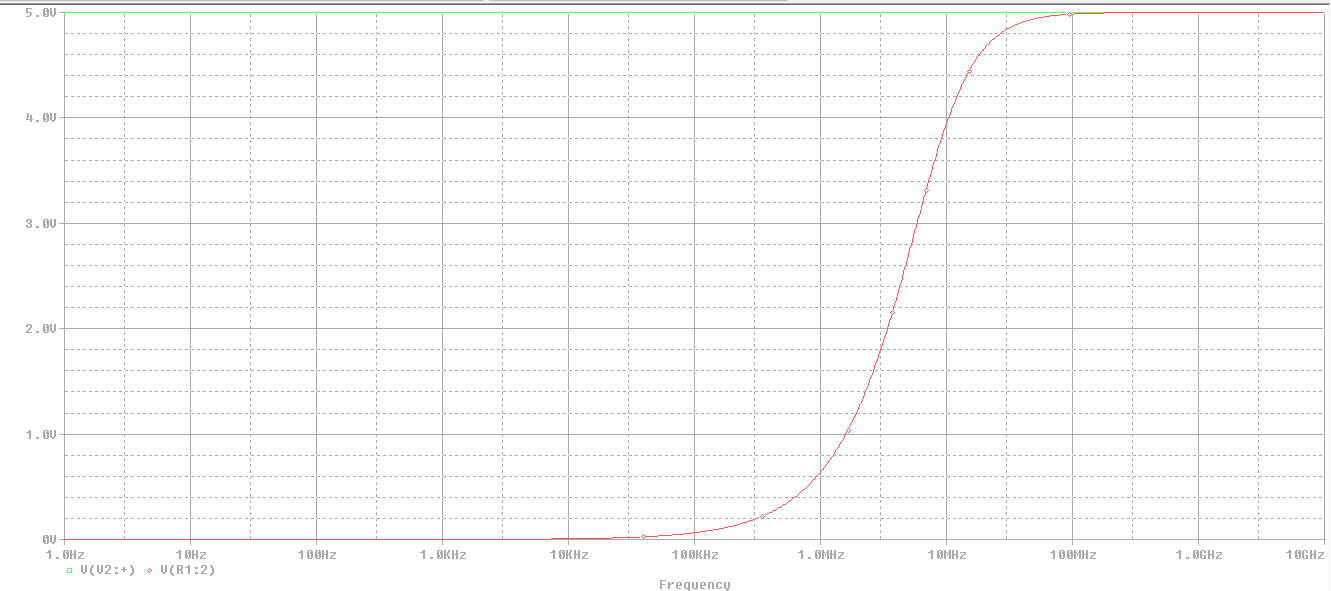 5.0V
4.0V
3.0V
2.0V
1.0V
0V
1.0Hz 10Hz 100Hz 1.0KHz 10KHz 100KHz 1.0MHz 10MHz 100MHz 1.0GHz 10GHz
V(V2:+) V(R1:2)
Frequency